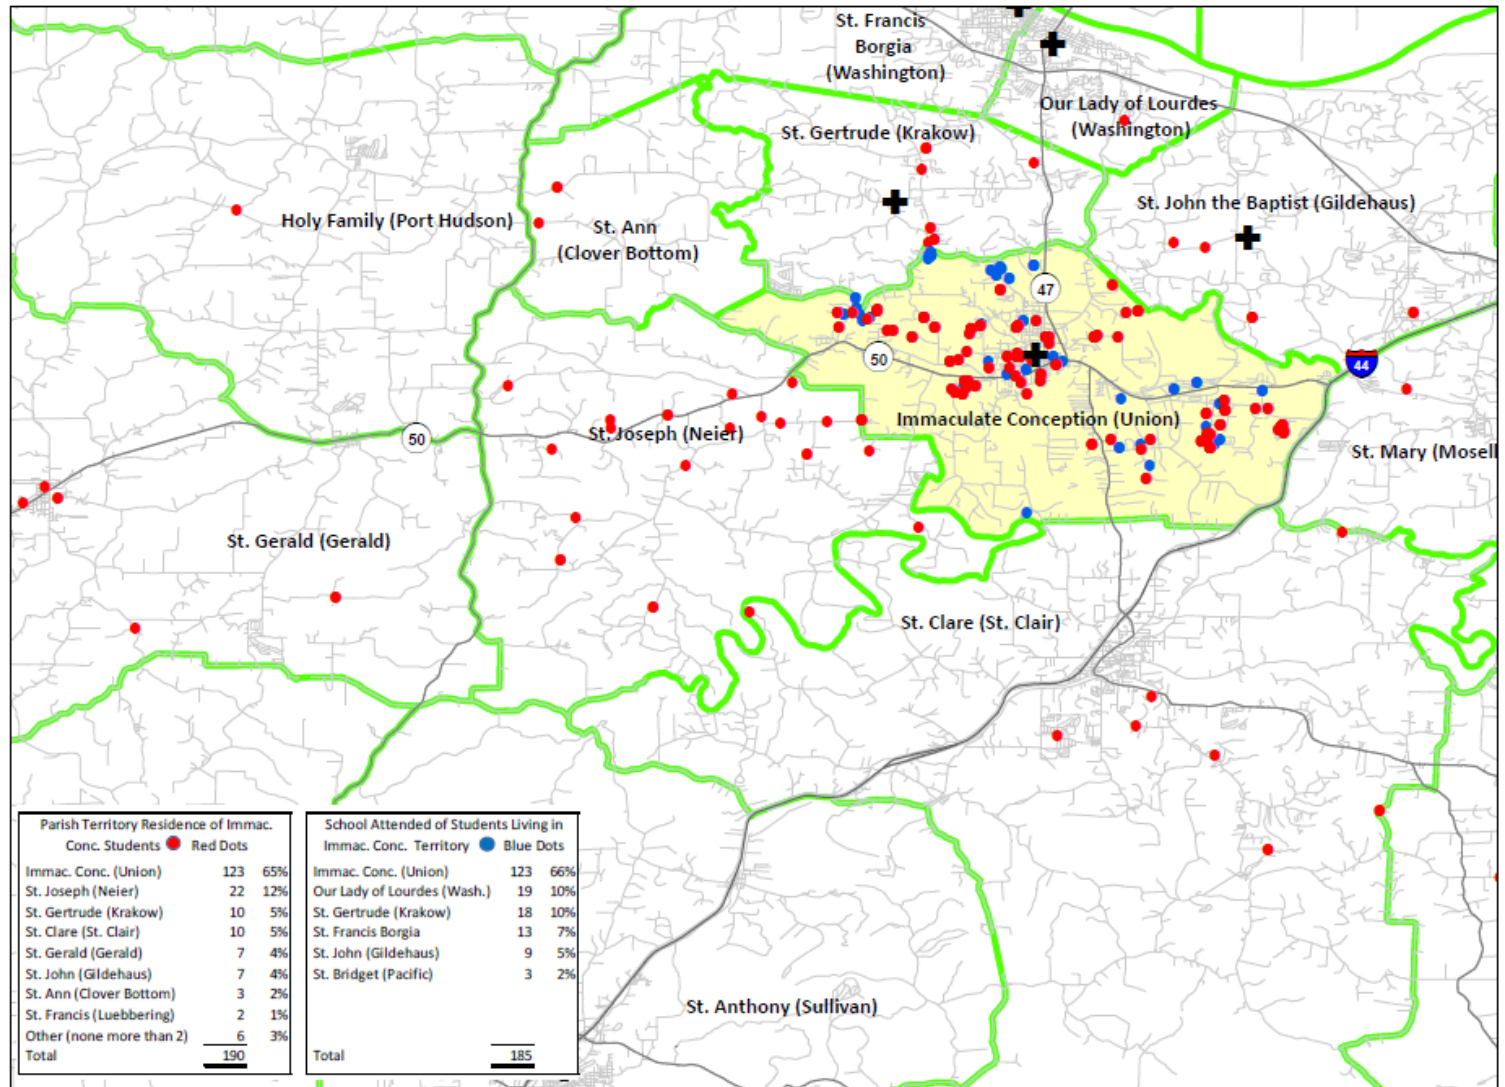 St. Francis
Borgia
(Washington)
Our Lady of Lourdes
(Washington)
St. Gertrude (Krakow)
St. John the Baptist (Gildehaus)
Holy Family (Port Hudson)
St. Ann
(Clover Bottom)
47
50
44
Immaculate Conception (Union)
50
St. Joseph (Neier)
St. Mary (Mosell
St. Gerald (Gerald)
St. Clare (St. Clair)
St. Anthony (Sullivan)
Parish Territory Residence of Immac.
Conc. Students Red Dots
Immac. Conc. (Union) 123 65%
St. Joseph (Neier) 22 12%
St. Gertrude (Krakow) 10 5%
St. Clare (St. Clair) 10 5%
St. Gerald (Gerald) 7 4%
St. John (Gildehaus) 7 4%
St. Ann (Clover Bottom) 3 2%
St. Francis (Luebbering) 2 1%
Other (none more than 2) 6 3%
Total 190
School Attended of Students Living in
Immac. Conc. Territory Blue Dots
Immac. Conc. (Union) 123 66%
Our Lady of Lourdes (Wash.) 19 10%
St. Gertrude (Krakow) 18 10%
St. Francis Borgia 13 7%
St. John (Gildehaus) 9 5%
St. Bridget (Pacific) 3 2%
Total 185